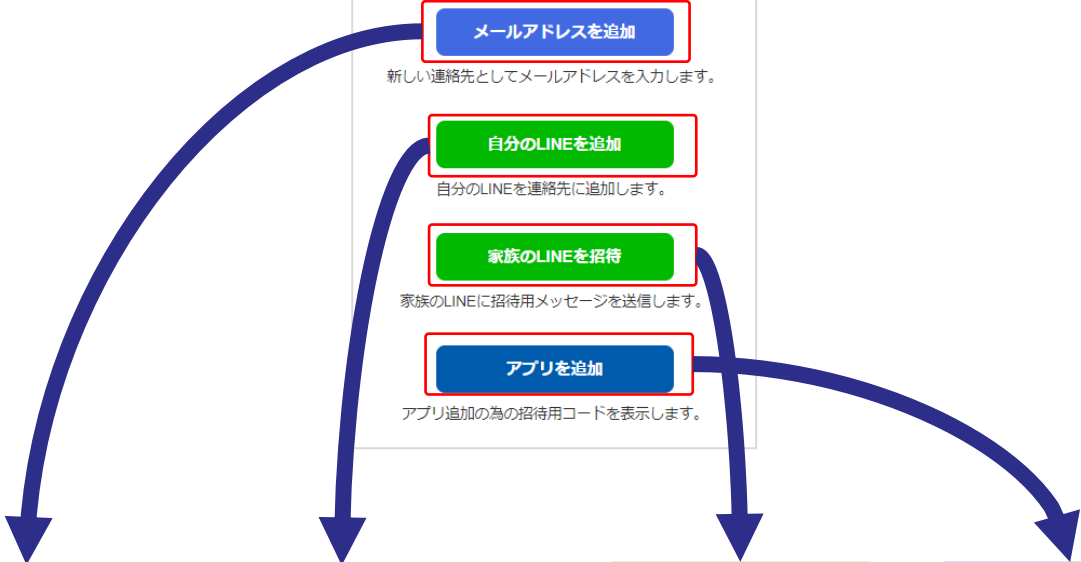 メールアドレスを追加
新しい連絡先としてメールアドレスを入力します。
自分のLINEを追加
自分のLINEを連絡先に追加します。
家族のLINEを招待
家族のLINEに招待用メッセージを送信します。
アプリを追加
アプリ追加の為の招待用コードを表示します。